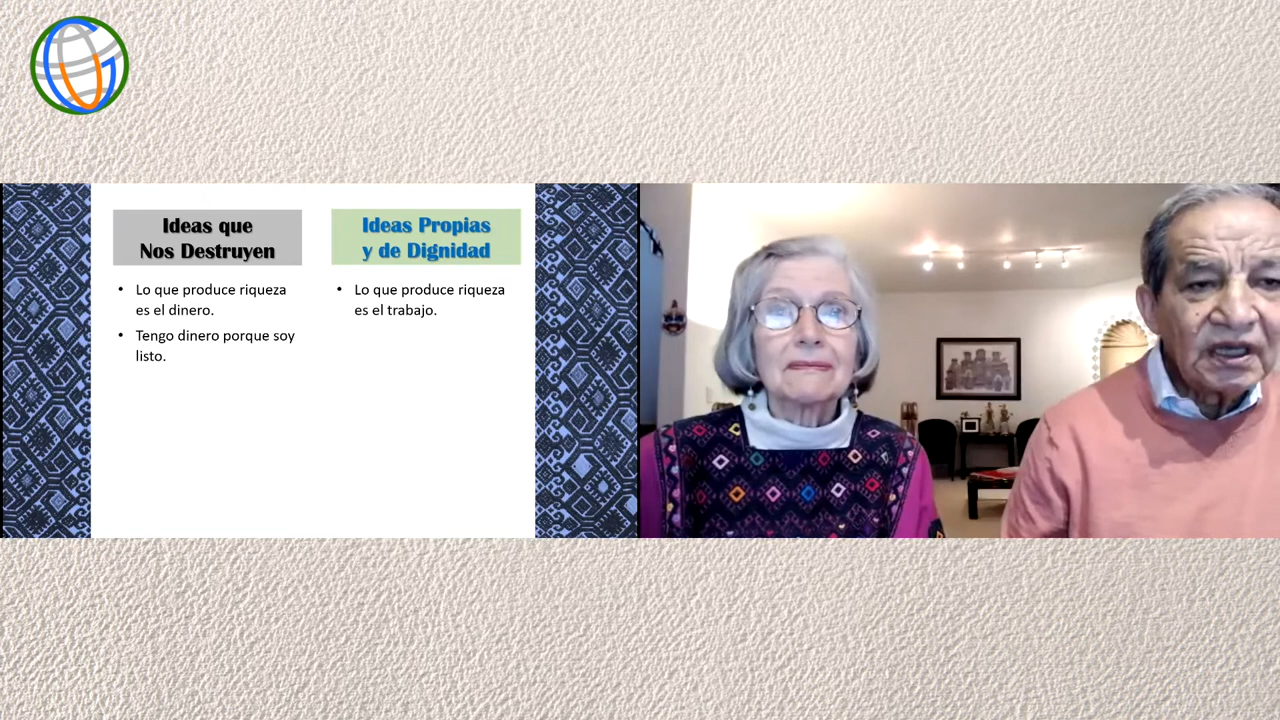 Ideas que
Nos Destruyen
• Lo que produce riqueza
es el dinero.
• Tengo dinero porque soy
listo.
Ideas Propias
y de Dignidad
• Lo que produce riqueza
es el trabajo.